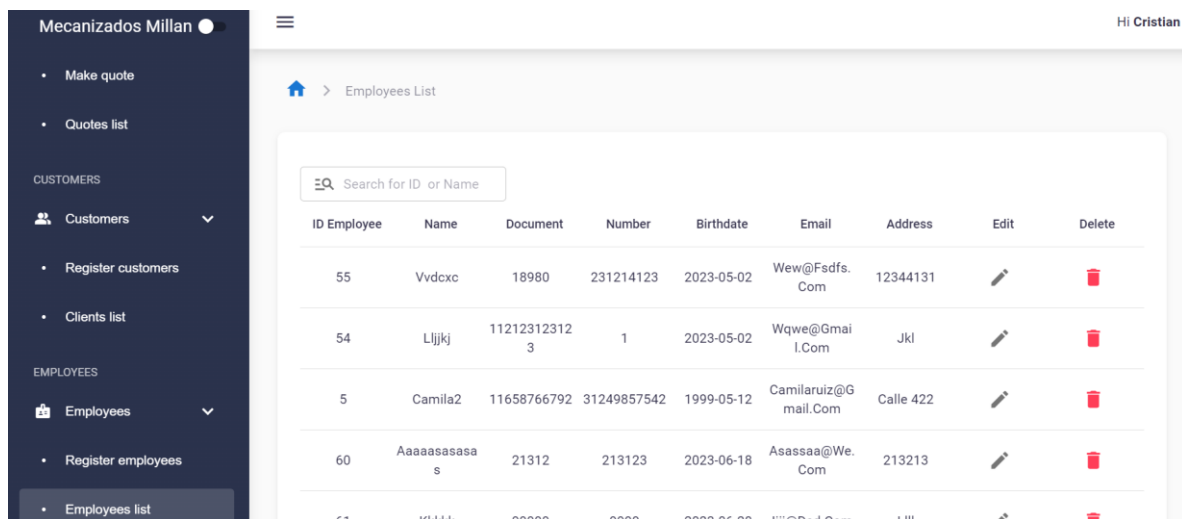 Mecanizados Millan
Hi Cristian
Make quote
Quotes list
CUSTOMERS
Customers
Register customers
Clients list
EMPLOYEES
Employees
Register employees
Employees list
Employees List
Search for ID or Name
ID Employee Name Document Number Birthdate Email Address Edit Delete
55 Vvdcxc 18980 231214123 2023-05-02 Wew@Fsdfs. 12344131
Com
54 Lljjkj 11212312312 1 2023-05-02 Wqwe@Gmai Jkl
3 l.Com
5 Camila2 11658766792 31249857542 1999-05-12 Camilaruiz@G Calle 422
mail.Com
60 Aaaaasasasa 21312 213123 2023-06-18 Asassaa@We. 213213
s Com